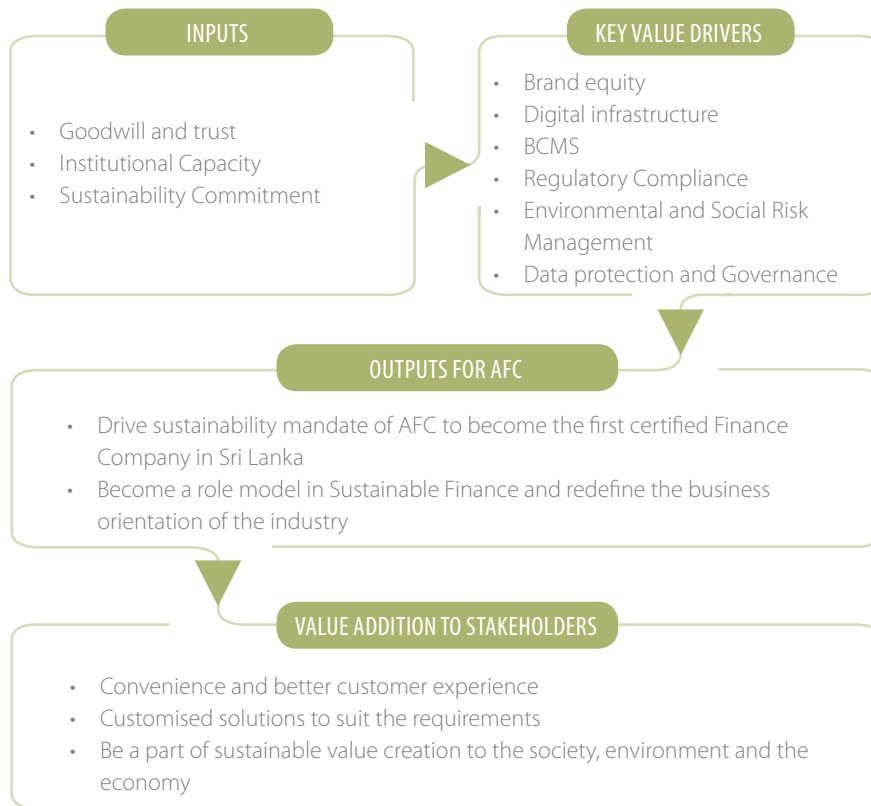 INPUTS
• Goodwill and trust
• Institutional Capacity
• Sustainability Commitment
KEY VALUE DRIVERS
• Brand equity
• Digital infrastructure
• BCMS
• Regulatory Compliance
• Environmental and Social Risk
Management
• Data protection and Governance
OUTPUTS FOR AFC
• Drive sustainability mandate of AFC to become the first certified Finance
Company in Sri Lanka
• Become a role model in Sustainable Finance and redefine the business
orientation of the industry
VALUE ADDITION TO STAKEHOLDERS
• Convenience and better customer experience
• Customised solutions to suit the requirements
• Be a part of sustainable value creation to the society, environment and the
economy